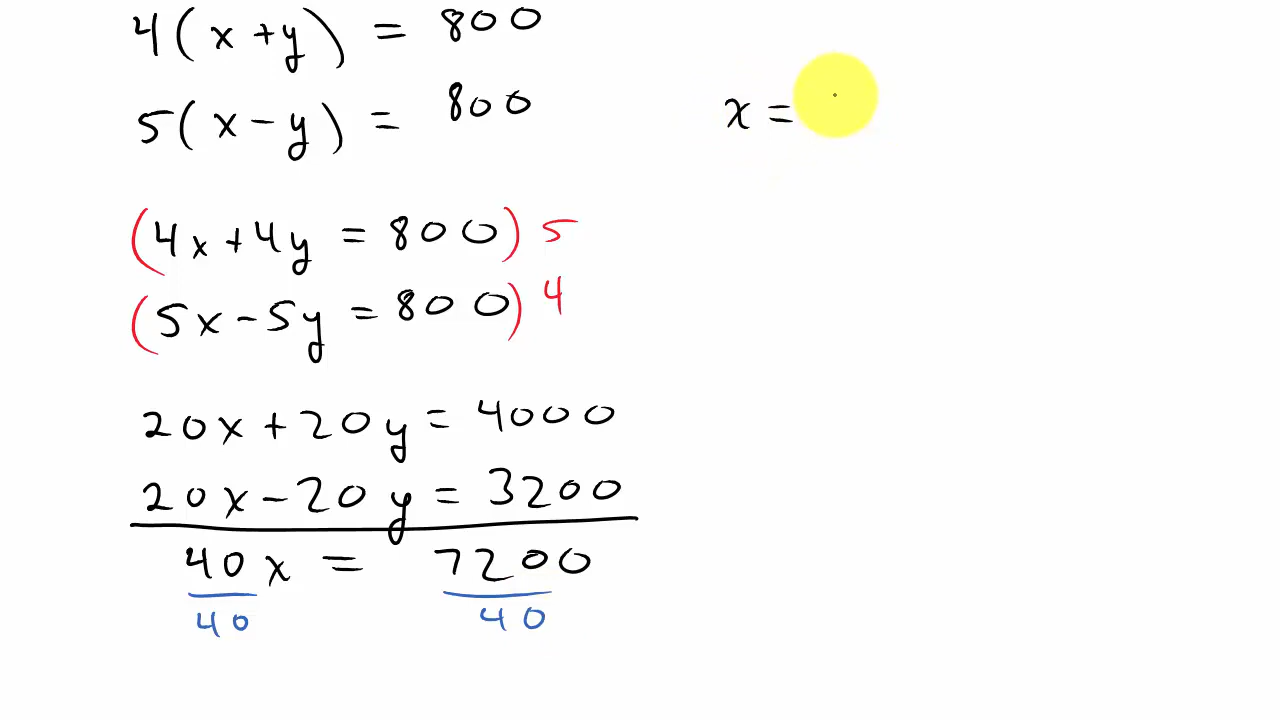 4(x+y) = 800
5(x-y) = 800
x =
(4x+4y = 800) 5
(5x-5y = 800) 4
20x+20y = 4000
20x-20y = 3200
40x = 7200
40 40